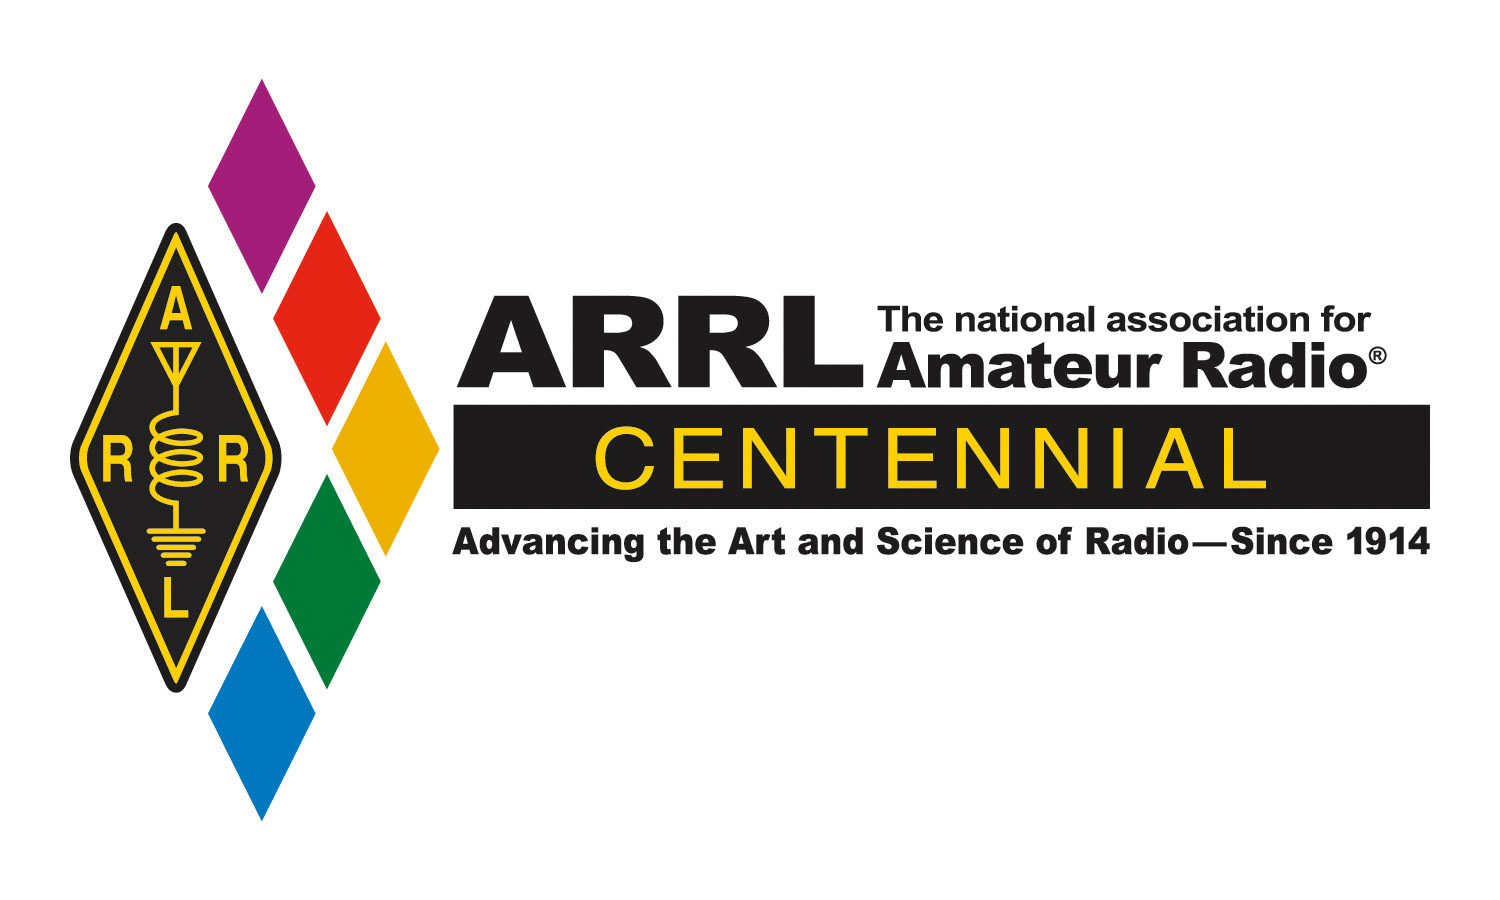 A
R R
L
ARRL
The national association for
Amateur Radio®
CENTENNIAL
Advancing the Art and Science of Radio—Since 1914